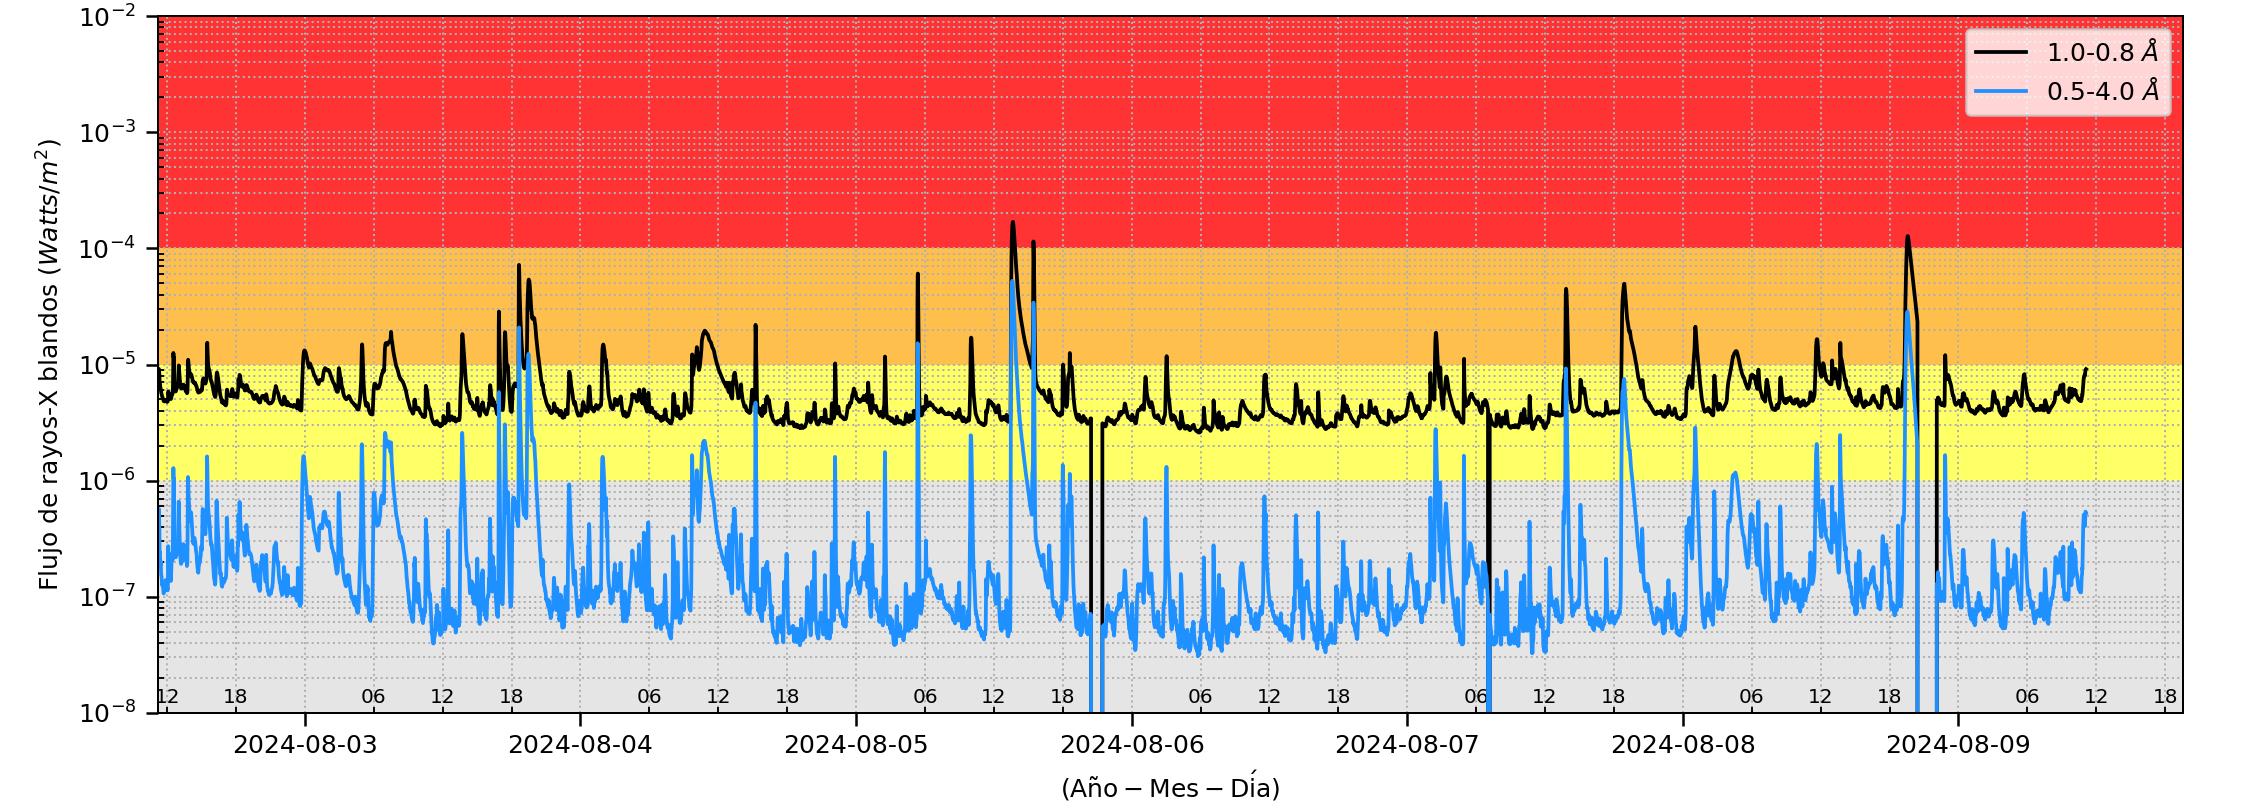 10⁻²
10⁻³
10⁻⁴
10⁻⁵
10⁻⁶
10⁻⁷
10⁻⁸
Flujo de rayos-X blandos (Watts/m²)
1.0-0.8 Å
0.5-4.0 Å
12 18 06 12 18 06 12 18 06 12 18 06 12 18 06 12 18 06 12 18 06 12 18
2024-08-03 2024-08-04 2024-08-05 2024-08-06 2024-08-07 2024-08-08 2024-08-09
(Año − Mes − Día)